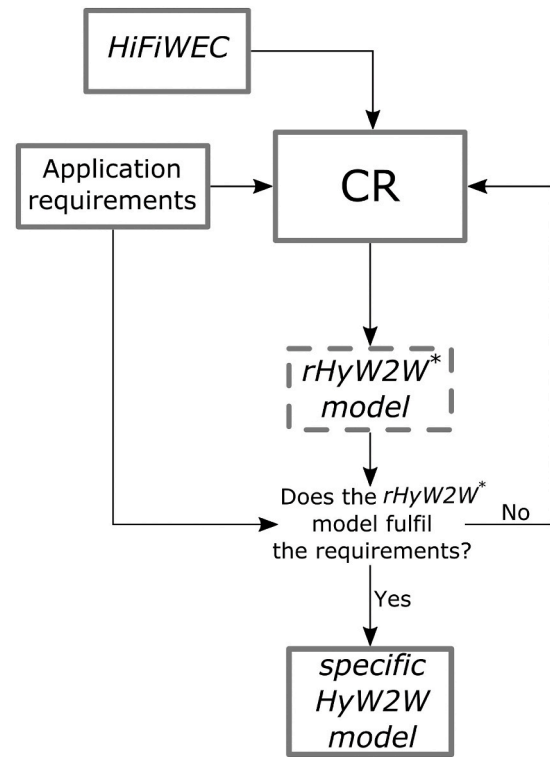 HiFiWEC
Application
requirements
CR
rHyW2W*
model
Does the rHyW2W*
model fulfil
the requirements?
No
Yes
specific
HyW2W
model